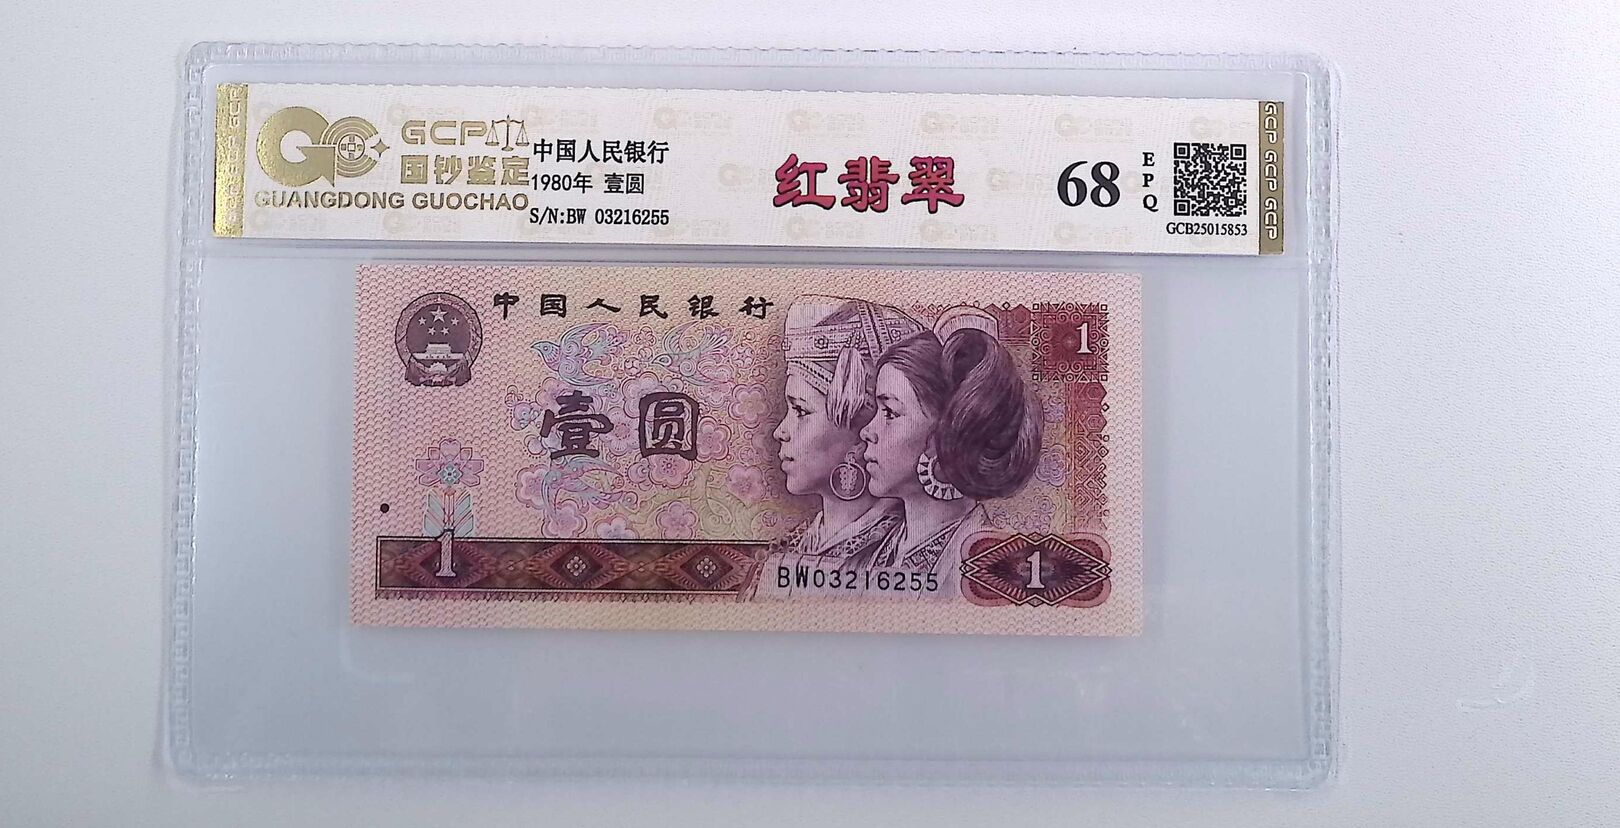 GCP
国钞鉴定
GUANGDONG GUOCHAO
中国人民银行
1980年 壹圆
S/N:BW 03216255
红翡翠
68
EPQ
GCB25015853
GCP GCP GCP
中国人民银行
1
壹圆
1
BW03216255
1